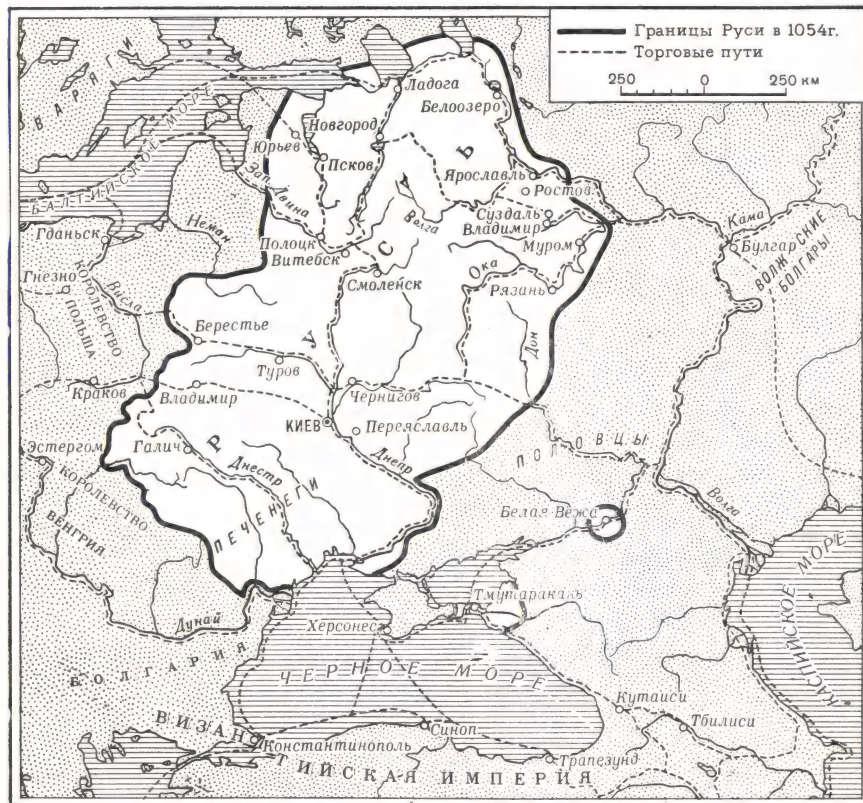 Границы Руси в 1054г.
Торговые пути
250 0 250 км
ВАРЯГИ
БАЛТИЙСКОЕ МОРЕ
Ладога
Белоозеро
Новгород
Юрьев
Псков
Ярославль
Ростов
Зап. Двина
Волга
Суздаль
Владимир
Муром
Кама
Булгар
ВОЛЖСКИЕ
БОЛГАРЫ
Гданьск
Неман
Полоцк
Витебск
Смоленск
Ока
Рязань
Гнезно
КОРОЛЕВСТВО
ПОЛЬША
Висла
Берестье
Туров
Дон
РУСЬ
Краков
Владимир
Чернигов
КИЕВ
Переяславль
Эстергом
Галич
Днестр
Днепр
ПОЛОВЦЫ
КОРОЛЕВСТВО
ВЕНГРИЯ
ПЕЧЕНЕГИ
Белая Вежа
Волга
Тмутаракань
Дунай
Херсонес
КАСПИЙСКОЕ МОРЕ
БОЛГАРИЯ
ЧЕРНОЕ МОРЕ
Кутаиси
Тбилиси
Константинополь
Синоп
Трапезунд
ВИЗАНТИЙСКАЯ ИМПЕРИЯ